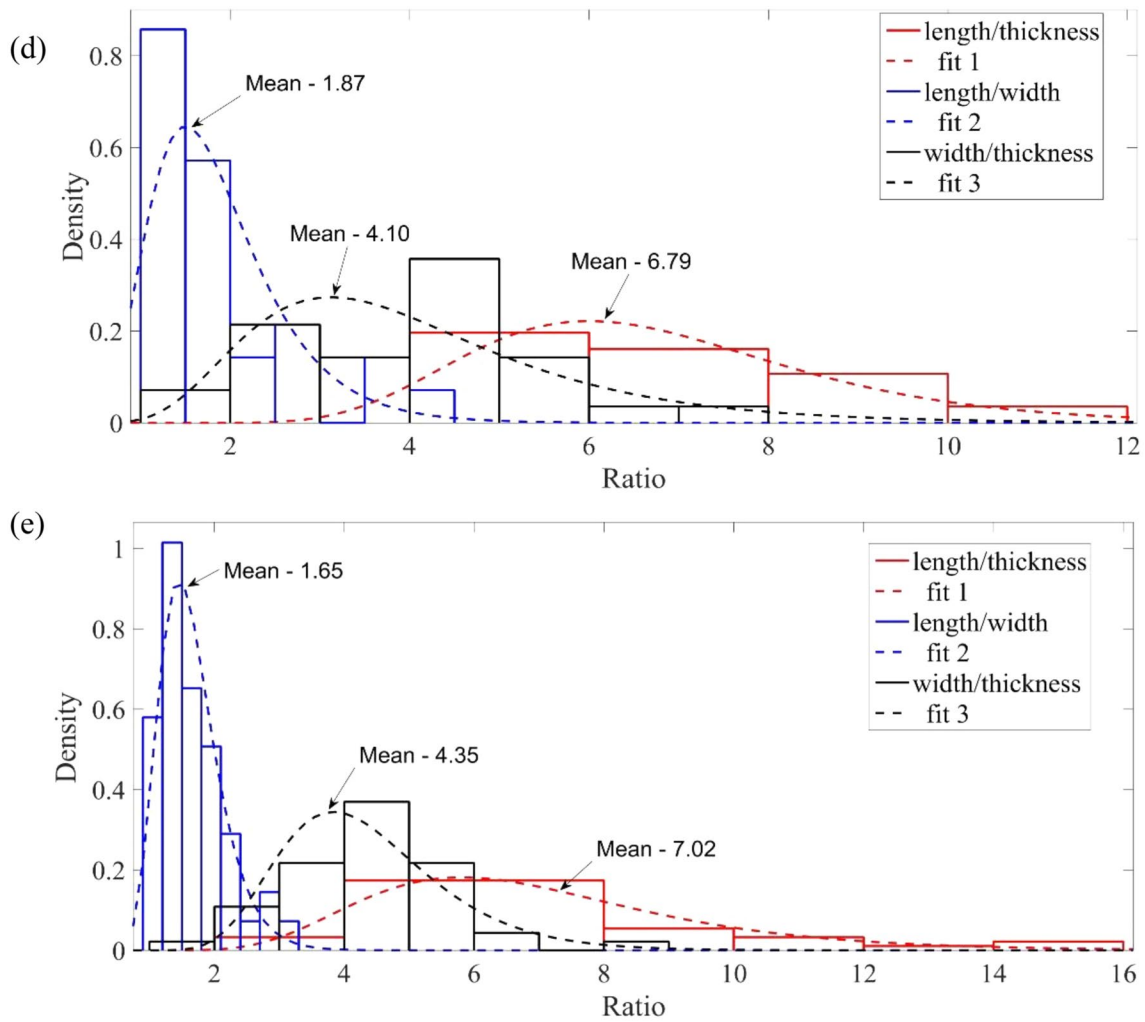 (d)
Density
0.8
0.6
0.4
0.2
0
Mean - 1.87
Mean - 4.10
Mean - 6.79
length/thickness
fit 1
length/width
fit 2
width/thickness
fit 3
2 4 6 8 10 12
Ratio
(e)
Density
1
0.8
0.6
0.4
0.2
0
Mean - 1.65
Mean - 4.35
Mean - 7.02
length/thickness
fit 1
length/width
fit 2
width/thickness
fit 3
2 4 6 8 10 12 14 16
Ratio